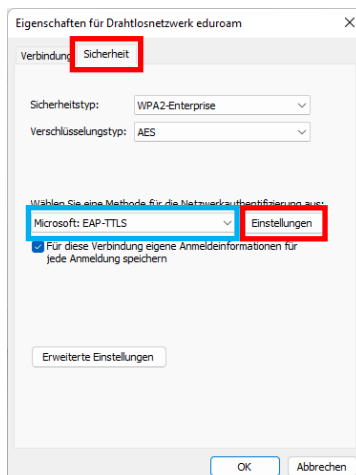 Eigenschaften für Drahtlosnetzwerk eduroam
Verbindung Sicherheit
Sicherheitstyp: WPA2-Enterprise
Verschlüsselungstyp: AES
Wählen Sie eine Methode für die Netzwerkauthentifizierung aus:
Microsoft: EAP-TTLS Einstellungen
Für diese Verbindung eigene Anmeldeinformationen für
jede Anmeldung speichern
Erweiterte Einstellungen
OK Abbrechen